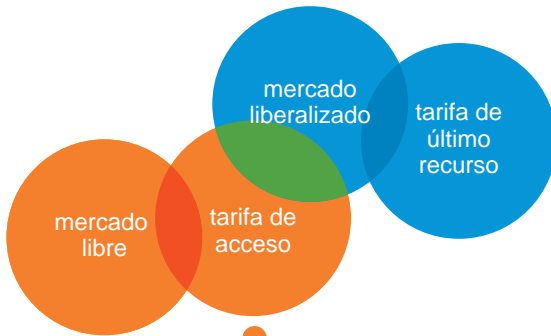 mercado
liberalizado
tarifa de
último
recurso
mercado
libre
tarifa de
acceso